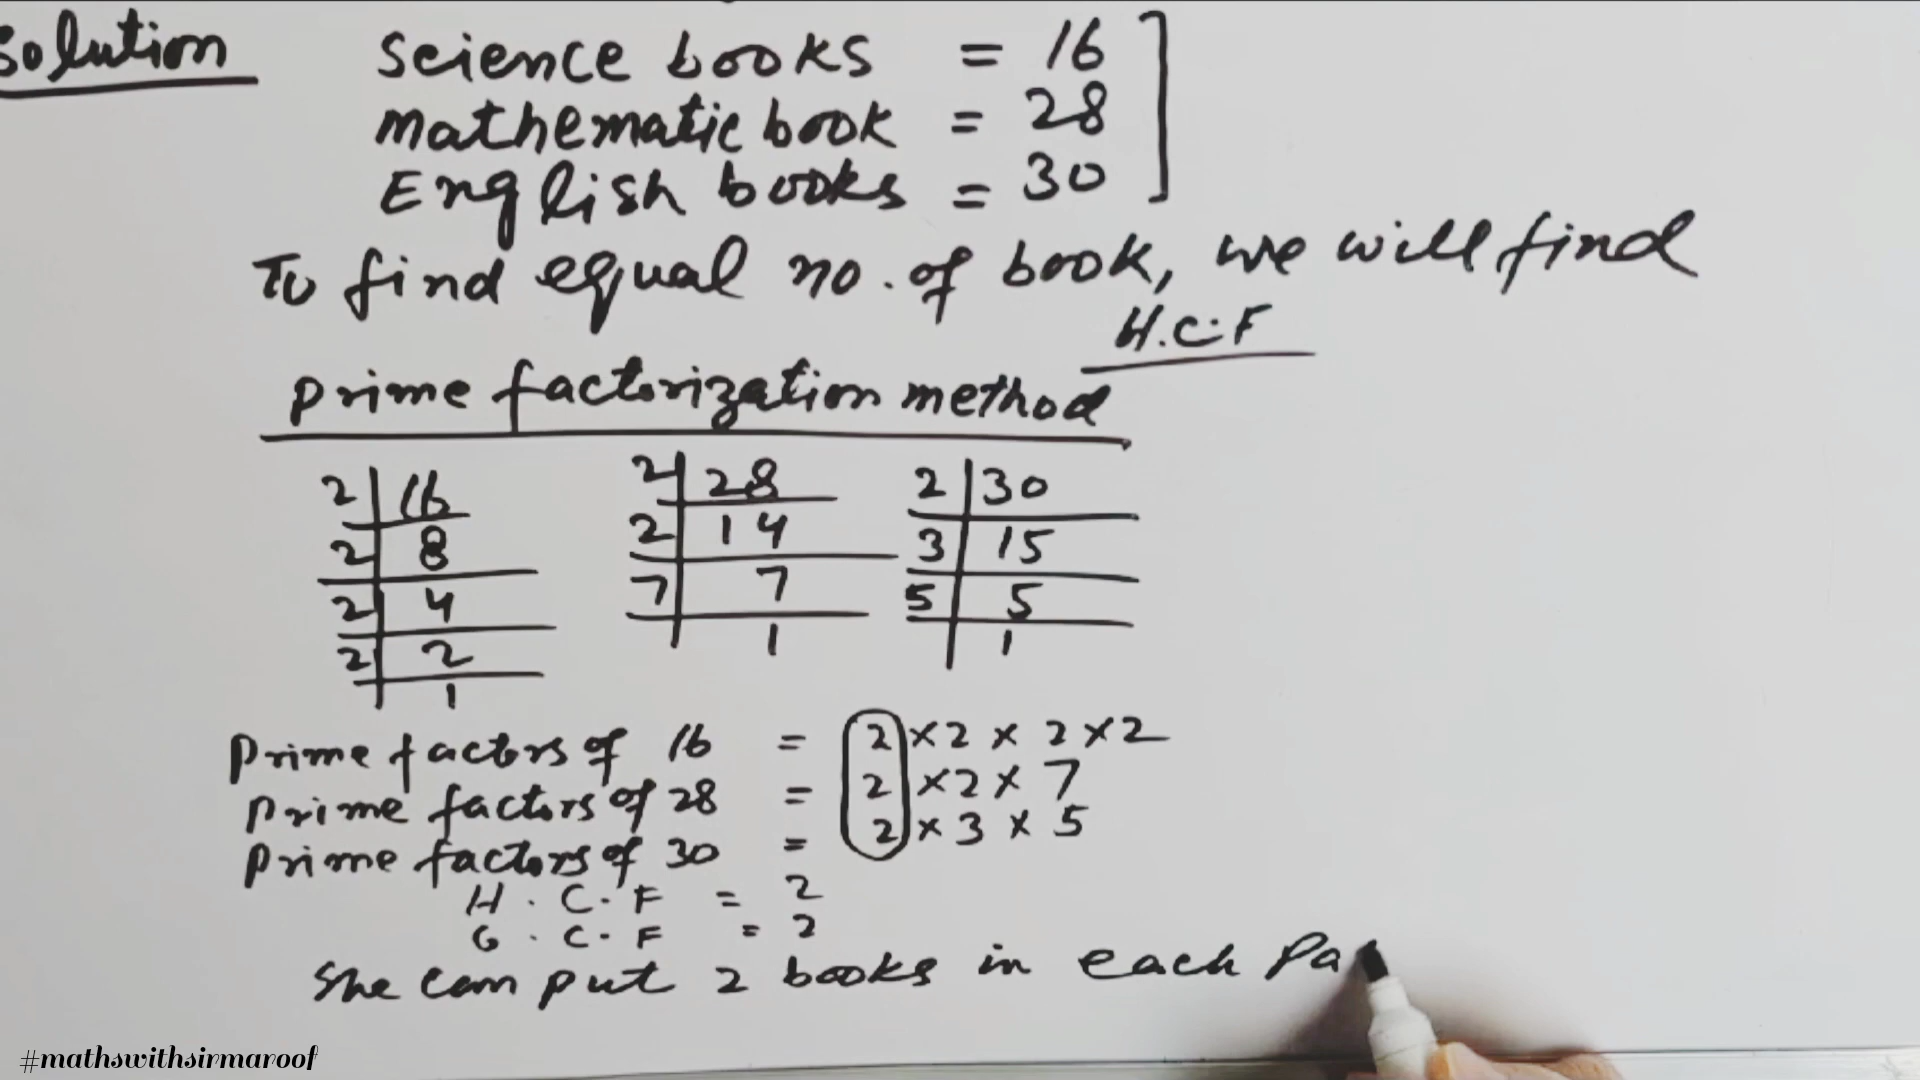 Solution
Science books = 16
mathematic book = 28
English books = 30
To find equal no. of book, we will find
H.C.F
Prime factorization method
2 | 16
2 | 8
2 | 4
2 | 2
1
2 | 28
2 | 14
7 | 7
1
2 | 30
3 | 15
5 | 5
1
Prime factors of 16 = 2 × 2 × 2 × 2
Prime factors of 28 = 2 × 2 × 7
Prime factors of 30 = 2 × 3 × 5
H.C.F = 2
G.C.F = 2
She can put 2 books in each Pa
#mathswithsirmaroof